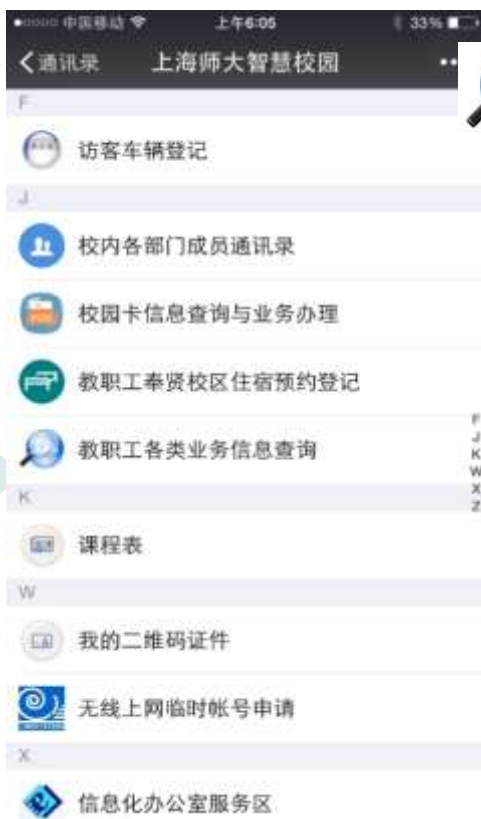 中国移动 上午6:05 33%
通讯录 上海师大智慧校园
F
访客车辆登记
J
校内各部门成员通讯录
校园卡信息查询与业务办理
教职工奉贤校区住宿预约登记
教职工各类业务信息查询
K
课程表
W
我的二维码证件
无线上网临时帐号申请
X
信息化办公室服务区
F
J
K
W
X
Z